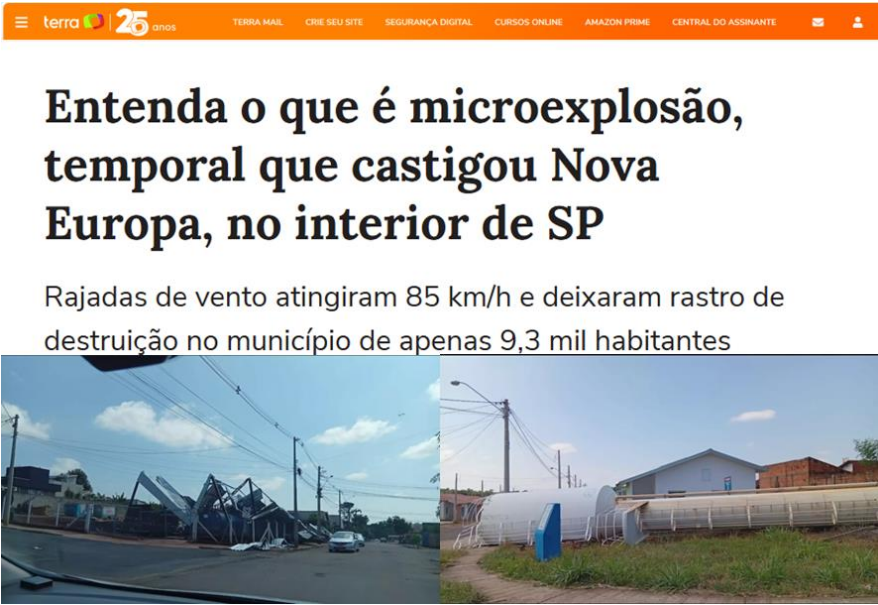 terra 25 anos TERRA MAIL CRIE SEU SITE SEGURANÇA DIGITAL CURSOS ONLINE AMAZON PRIME CENTRAL DO ASSINANTE
Entenda o que é microexplosão,
temporal que castigou Nova
Europa, no interior de SP
Rajadas de vento atingiram 85 km/h e deixaram rastro de
destruição no município de apenas 9,3 mil habitantes